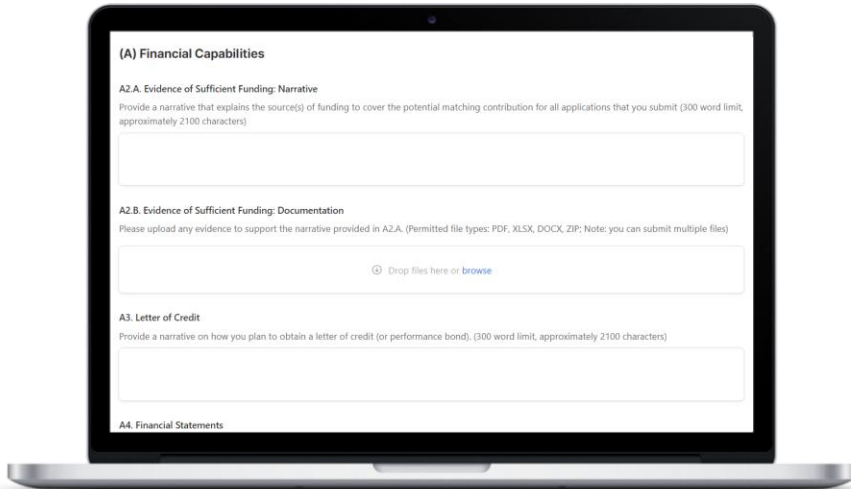 (A) Financial Capabilities
A2.A. Evidence of Sufficient Funding: Narrative
Provide a narrative that explains the source(s) of funding to cover the potential matching contribution for all applications that you submit (300 word limit,
approximately 2100 characters)
A2.B. Evidence of Sufficient Funding: Documentation
Please upload any evidence to support the narrative provided in A2.A. (Permitted file types: PDF, XLSX, DOCX, ZIP; Note: you can submit multiple files)
Drop files here or browse
A3. Letter of Credit
Provide a narrative on how you plan to obtain a letter of credit (or performance bond). (300 word limit, approximately 2100 characters)
A4. Financial Statements